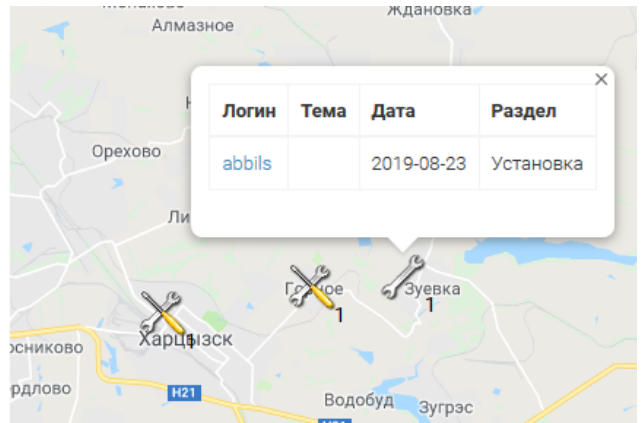 Ждановка
Алмазное
Логин Тема Дата Раздел
abbils 2019-08-23 Установка
Орехово
Ли
Зуевка
1
1
Харцызск
1
H21
Водобуд
Зугрэс